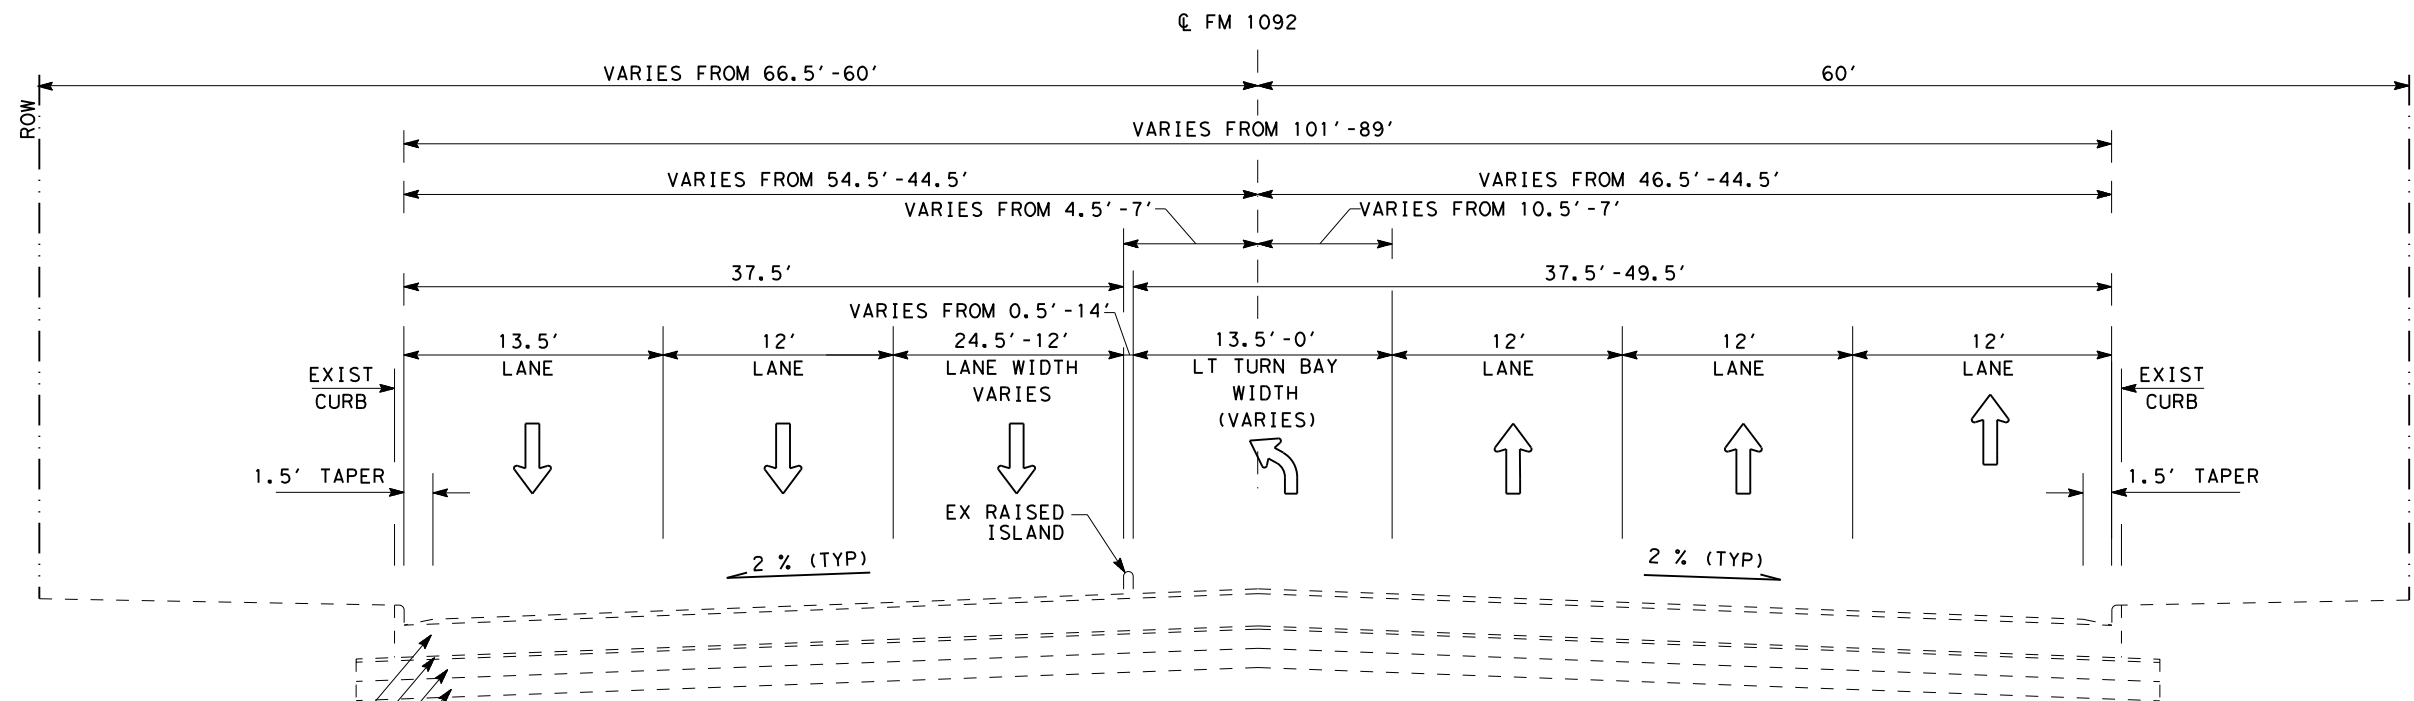 ℄ FM 1092
VARIES FROM 66.5'-60'
60'
ROW
VARIES FROM 101'-89'
VARIES FROM 54.5'-44.5'
VARIES FROM 46.5'-44.5'
VARIES FROM 4.5'-7'
VARIES FROM 10.5'-7'
37.5'
37.5'-49.5'
VARIES FROM 0.5'-14'
13.5'
LANE
12'
LANE
24.5'-12'
LANE WIDTH
VARIES
13.5'-0'
LT TURN BAY
WIDTH
(VARIES)
12'
LANE
12'
LANE
12'
LANE
EXIST
CURB
EXIST
CURB
1.5' TAPER
1.5' TAPER
EX RAISED
ISLAND
2 % (TYP)
2 % (TYP)